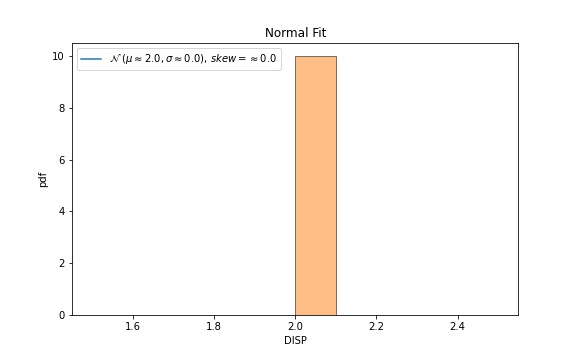 Normal Fit
𝒩(μ ≈ 2.0, σ ≈ 0.0), skew = ≈ 0.0
pdf
10
8
6
4
2
0
1.6 1.8 2.0 2.2 2.4
DISP